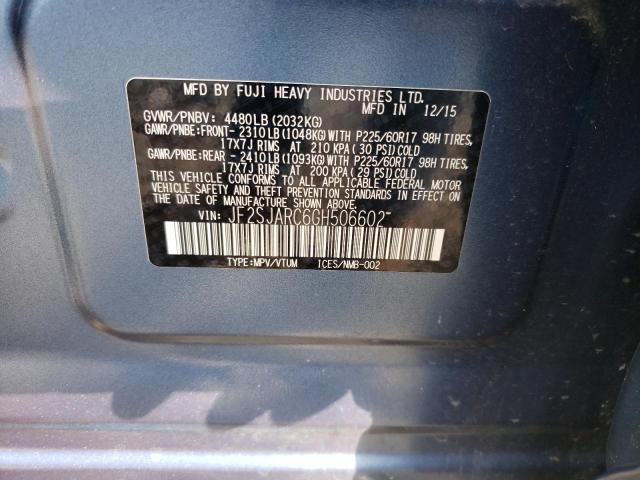 MFD BY FUJI HEAVY INDUSTRIES LTD.
MFD IN 12/15
GVWR/PNBV: 4480LB (2032KG)
GAWR/PNBE:FRONT- 2310LB (1048KG) WITH P225/60R17 98H TIRES,
17X7J RIMS AT 210 KPA (30 PSI) COLD
GAWR/PNBE:REAR - 2410LB (1093KG) WITH P225/60R17 98H TIRES,
17X7J RIMS AT 200 KPA (29 PSI) COLD
THIS VEHICLE CONFORMS TO ALL APPLICABLE FEDERAL MOTOR
VEHICLE SAFETY AND THEFT PREVENTION STANDARDS IN EFFECT ON
THE DATE OF MANUFACTURE SHOWN ABOVE.
VIN: JF2SJARC6GH506602
TYPE:MPV/VTUM ICES/NMB-002